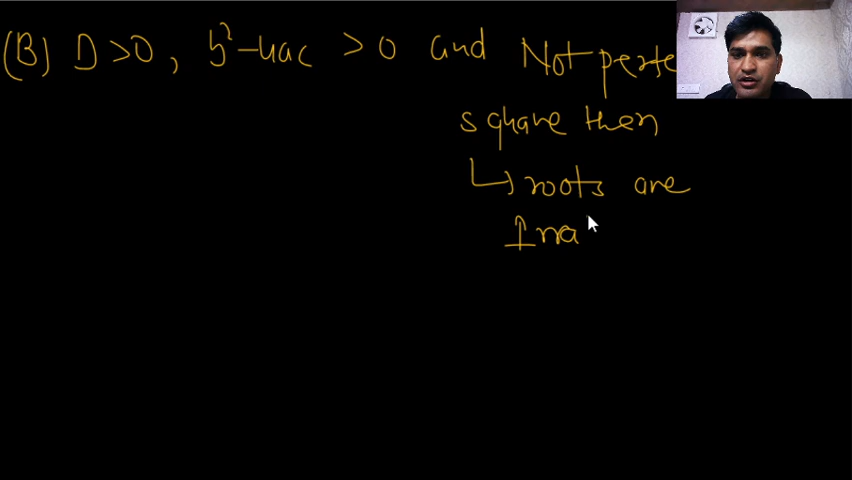 (B) D>0, b²-4ac >0 and Not perfe
square then
↳ roots are
Irra